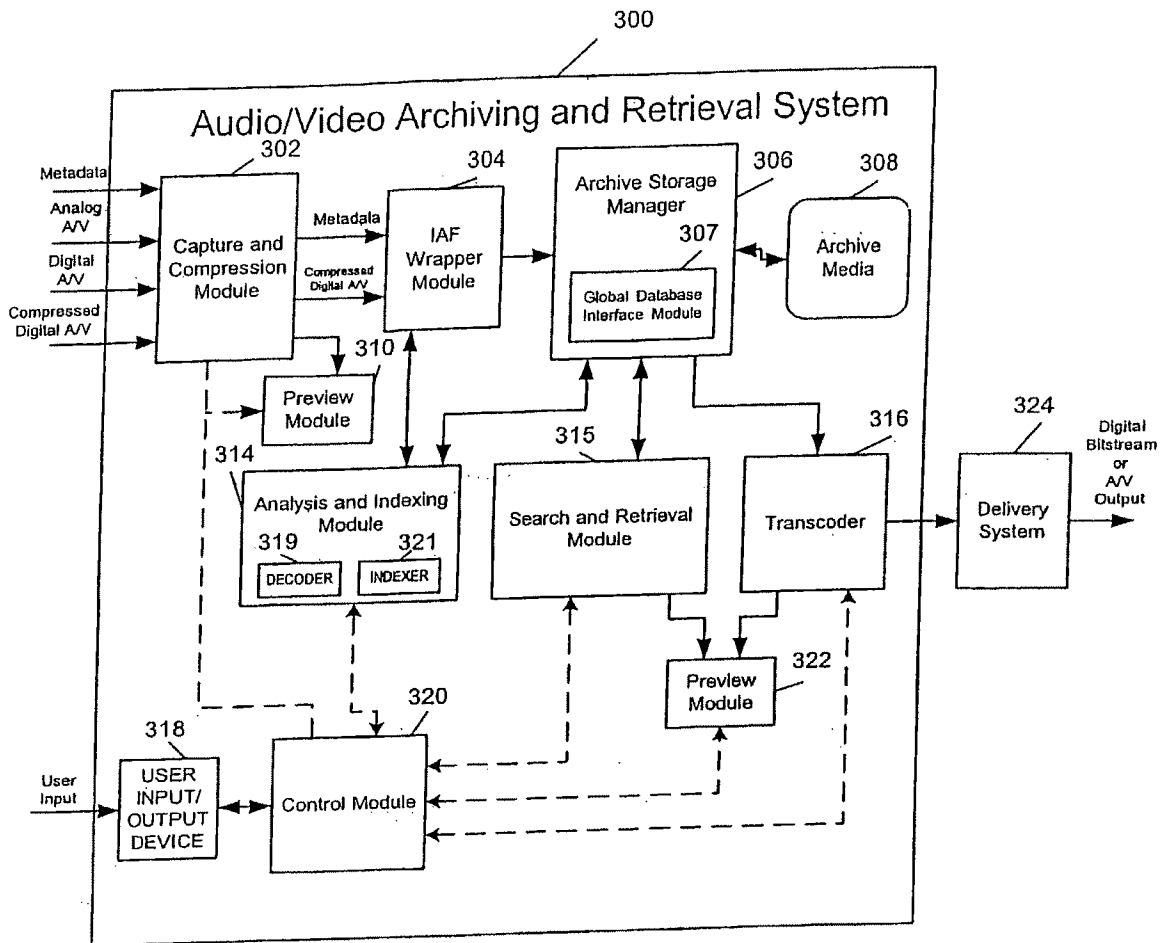 300
Audio/Video Archiving and Retrieval System
302
304
306
308
Metadata
Analog
A/V
Digital
A/V
Compressed
Digital A/V
Capture and
Compression
Module
Metadata
Compressed
Digital A/V
IAF
Wrapper
Module
Archive Storage
Manager
307
Global Database
Interface Module
Archive
Media
310
Preview
Module
314
315
316
324
Analysis and Indexing
Module
319
321
DECODER
INDEXER
Search and Retrieval
Module
Transcoder
Delivery
System
Digital
Bitstream
or
A/V
Output
322
Preview
Module
320
318
User
Input
USER
INPUT/
OUTPUT
DEVICE
Control Module